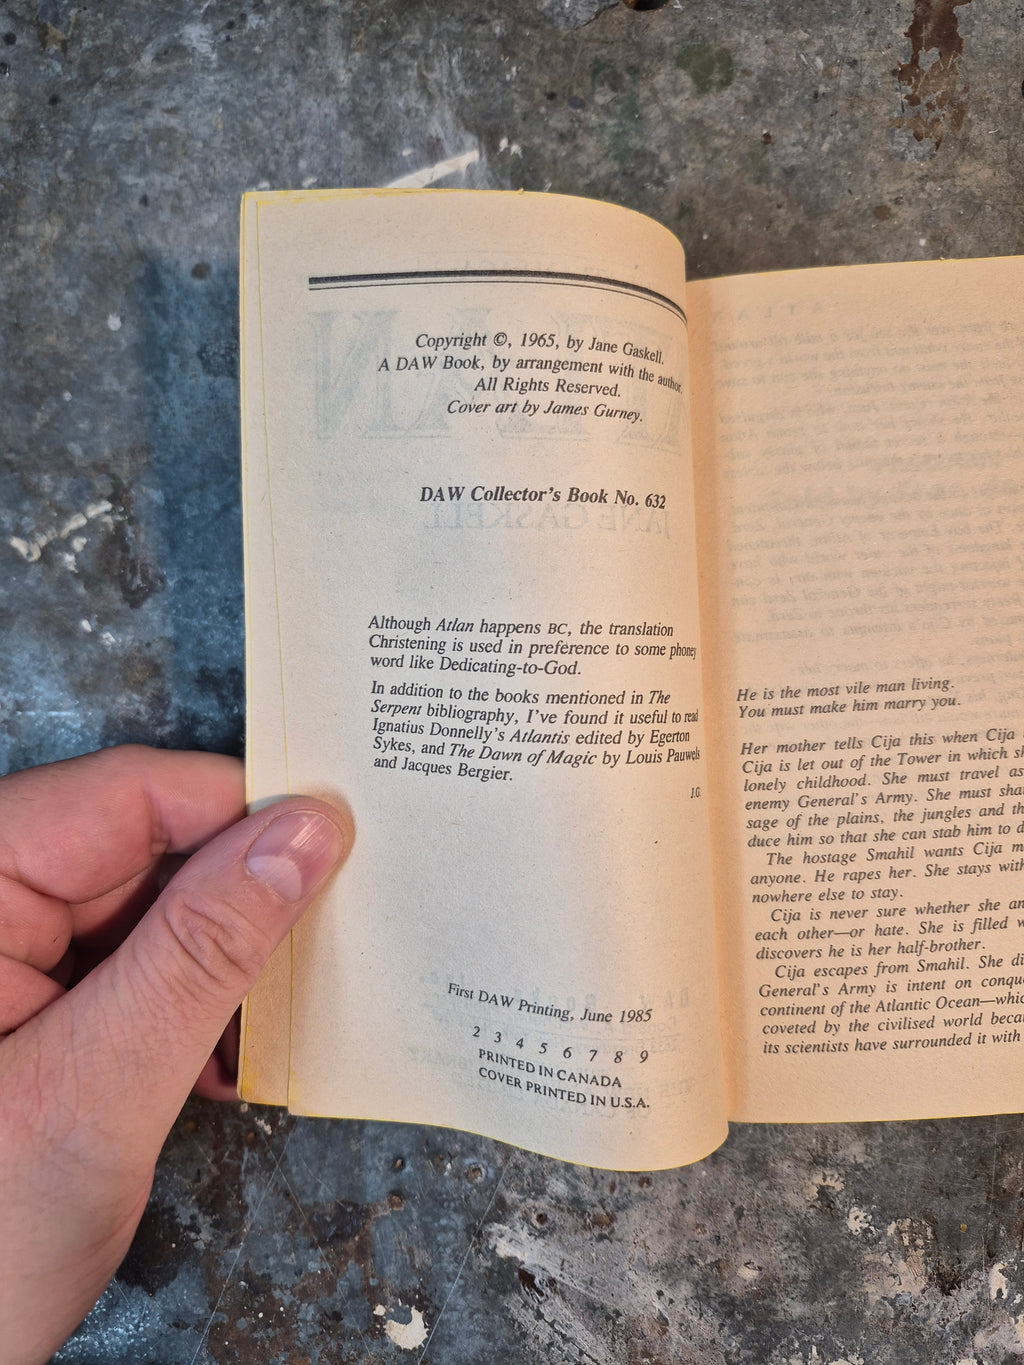 Copyright ©, 1965, by Jane Gaskell.
A DAW Book, by arrangement with the author.
All Rights Reserved.
Cover art by James Gurney.
DAW Collector's Book No. 632
Although Atlan happens BC, the translation
Christening is used in preference to some phoney
word like Dedicating-to-God.
In addition to the books mentioned in The
Serpent bibliography, I've found it useful to read
Ignatius Donnelly's Atlantis edited by Egerton
Sykes, and The Dawn of Magic by Louis Pauwels
and Jacques Bergier.
J.G.
First DAW Printing, June 1985
2 3 4 5 6 7 8 9
PRINTED IN CANADA
COVER PRINTED IN U.S.A.
He is the most vile man living.
You must make him marry you.
Her mother tells Cija this when Cija
Cija is let out of the Tower in which
lonely childhood. She must travel as
enemy General's Army. She must
sage of the plains, the jungles and
duce him so that she can stab him to
The hostage Smahil wants Cija
anyone. He rapes her. She stays
nowhere else to stay.
Cija is never sure whether she
each other—or hate. She is filled
discovers he is her half-brother.
Cija escapes from Smahil. She
General's Army is intent on
continent of the Atlantic Ocean—
coveted by the civilised world
its scientists have surrounded it with